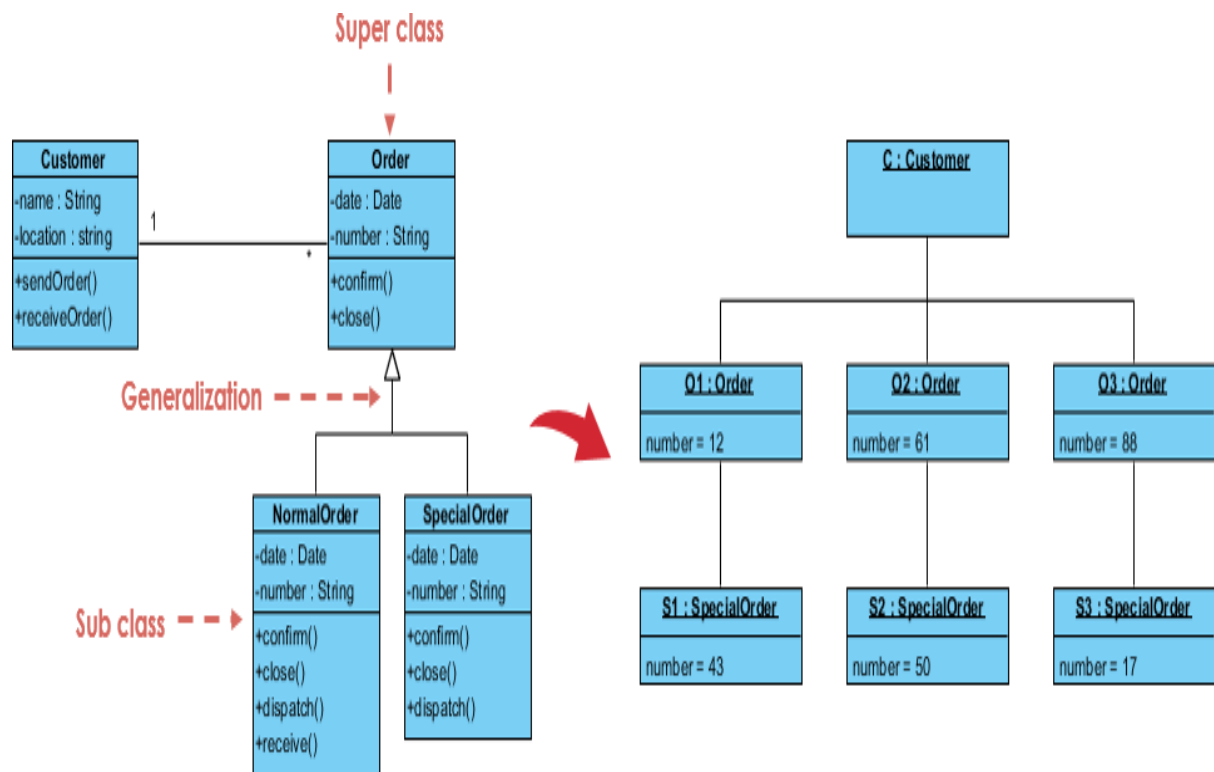 Super class
Customer
-name : String
-location : string
+sendOrder()
+receiveOrder()
1
*
Order
-date : Date
-number : String
+confirm()
+close()
Generalization
NormalOrder
-date : Date
-number : String
+confirm()
+close()
+dispatch()
+receive()
SpecialOrder
-date : Date
-number : String
+confirm()
+close()
+dispatch()
Sub class
C : Customer
O1 : Order
number = 12
O2 : Order
number = 61
O3 : Order
number = 88
S1 : SpecialOrder
number = 43
S2 : SpecialOrder
number = 50
S3 : SpecialOrder
number = 17